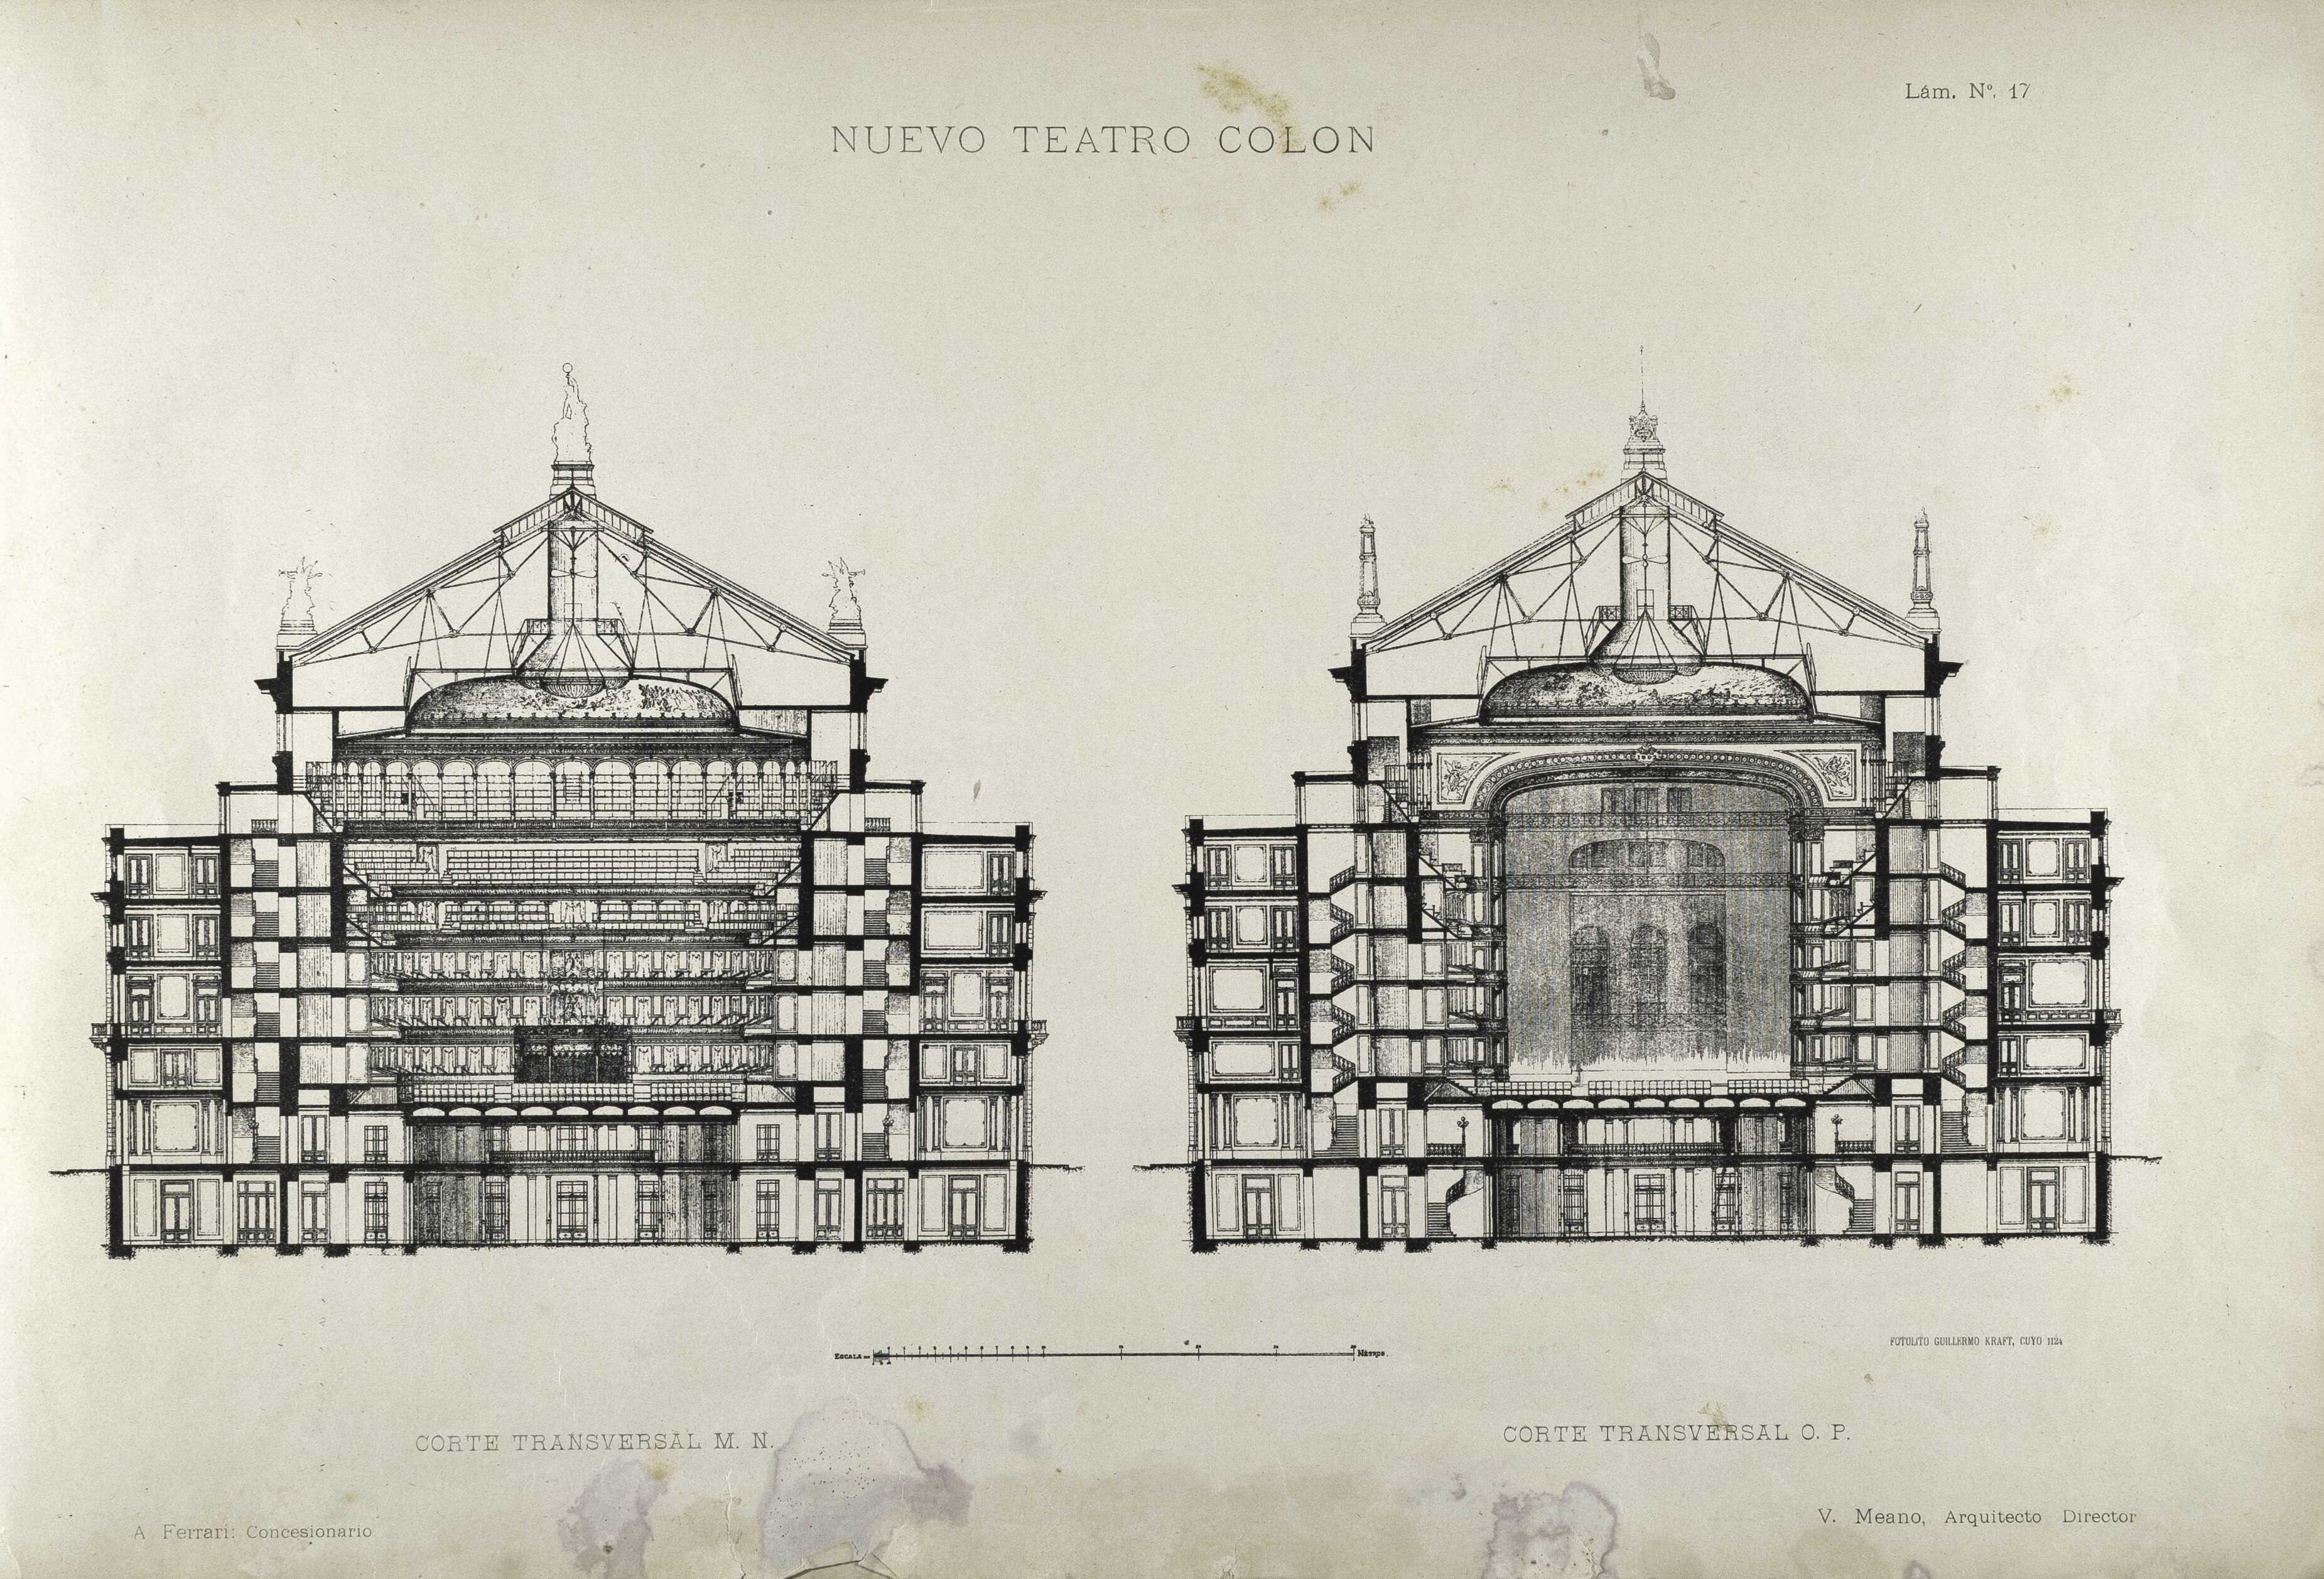 Lám. Nº. 17
NUEVO TEATRO COLON
ESCALA DE
METROS.
FOTOLITO GUILLERMO KRAFT, CUYO 1124
CORTE TRANSVERSAL M. N.
CORTE TRANSVERSAL O. P.
A Ferrari: Concesionario
V. Meano, Arquitecto Director